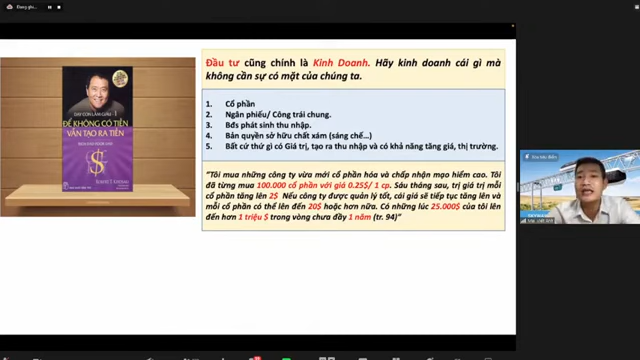 Đang ghi...
DẠY CON LÀM GIÀU - I
ĐỂ KHÔNG CÓ TIỀN
VẪN TẠO RA TIỀN
Đầu tư cũng chính là Kinh Doanh. Hãy kinh doanh cái gì mà
không cần sự có mặt của chúng ta.
1. Cổ phần
2. Ngân phiếu/ Công trái chung.
3. Bđs phát sinh thu nhập.
4. Bản quyền sở hữu chất xám (sáng chế...)
5. Bất cứ thứ gì có Giá trị, tạo ra thu nhập và có khả năng tăng giá, thị trường.
"Tôi mua những công ty vừa mới cổ phần hóa và chấp nhận mạo hiểm cao. Tôi
đã từng mua 100.000 cổ phần với giá 0.25$/ 1 cp. Sáu tháng sau, trị giá trị mỗi
cổ phần tăng lên 2$ Nếu công ty được quản lý tốt, cái giá sẽ tiếp tục tăng lên và
mỗi cổ phần có thể lên đến 20$ hoặc hơn nữa. Có những lúc 25.000$ của tôi lên
đến hơn 1 triệu $ trong vòng chưa đầy 1 năm (tr. 94)"